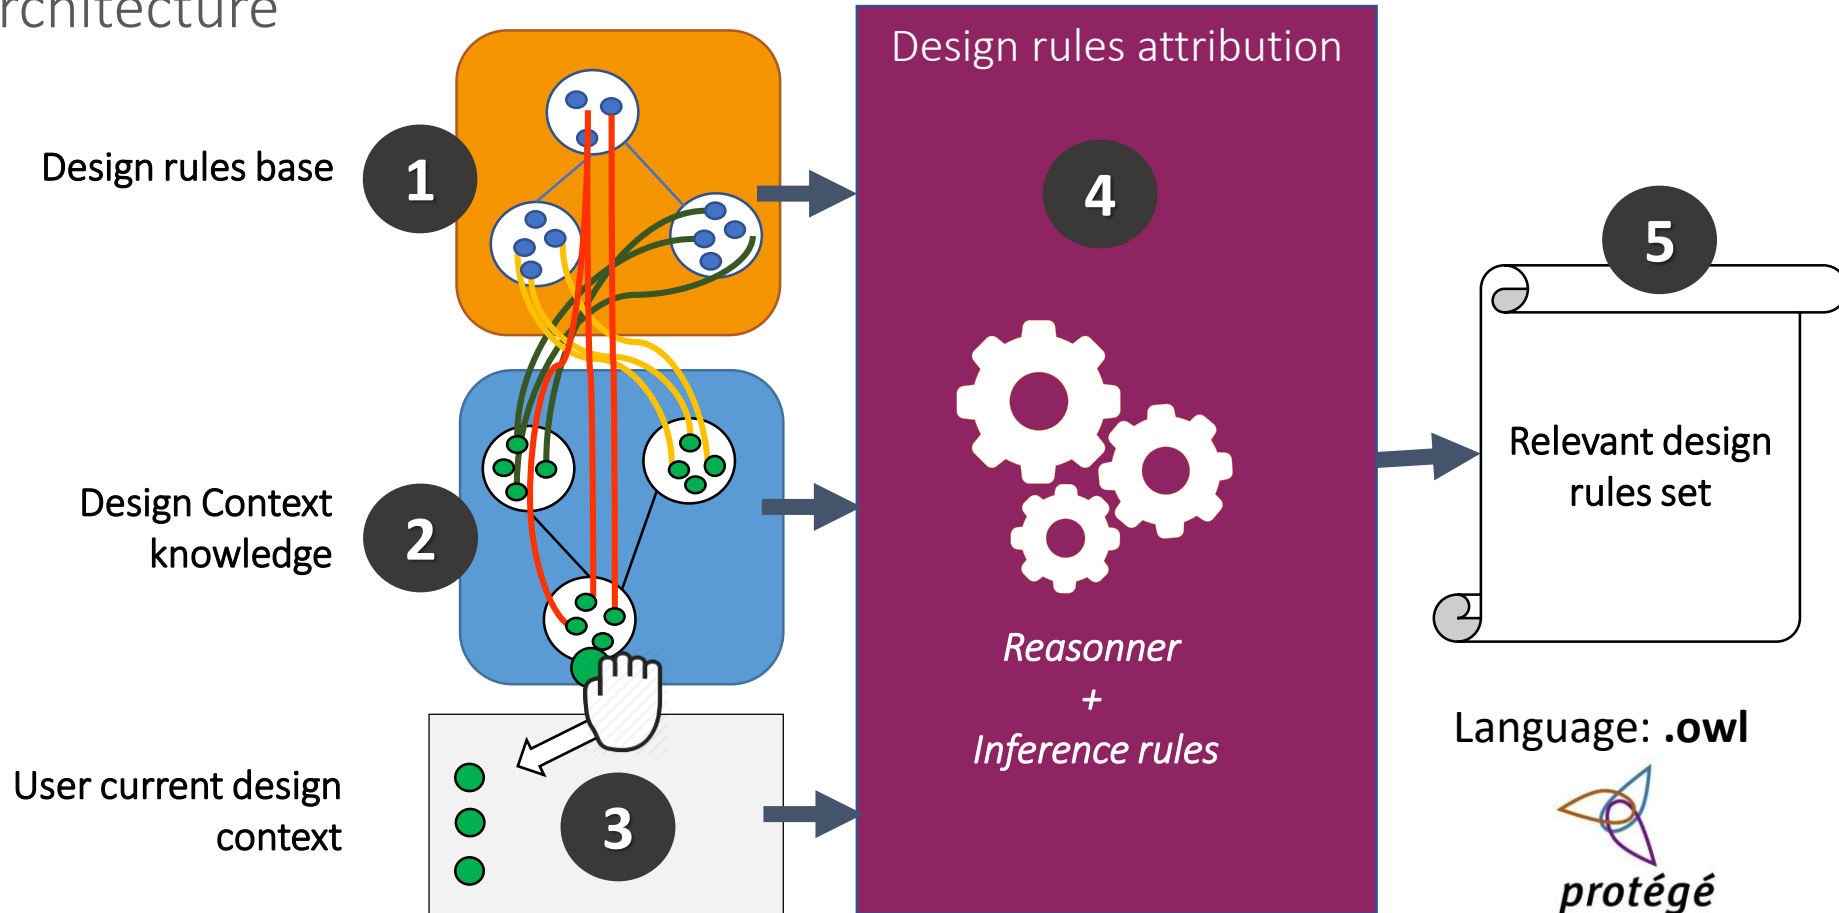 rchitecture
Design rules attribution
Design rules base
1
4
5
Relevant design
rules set
Design Context
knowledge
2
Reasonner
+
Inference rules
Language: .owl
User current design
context
3
protégé